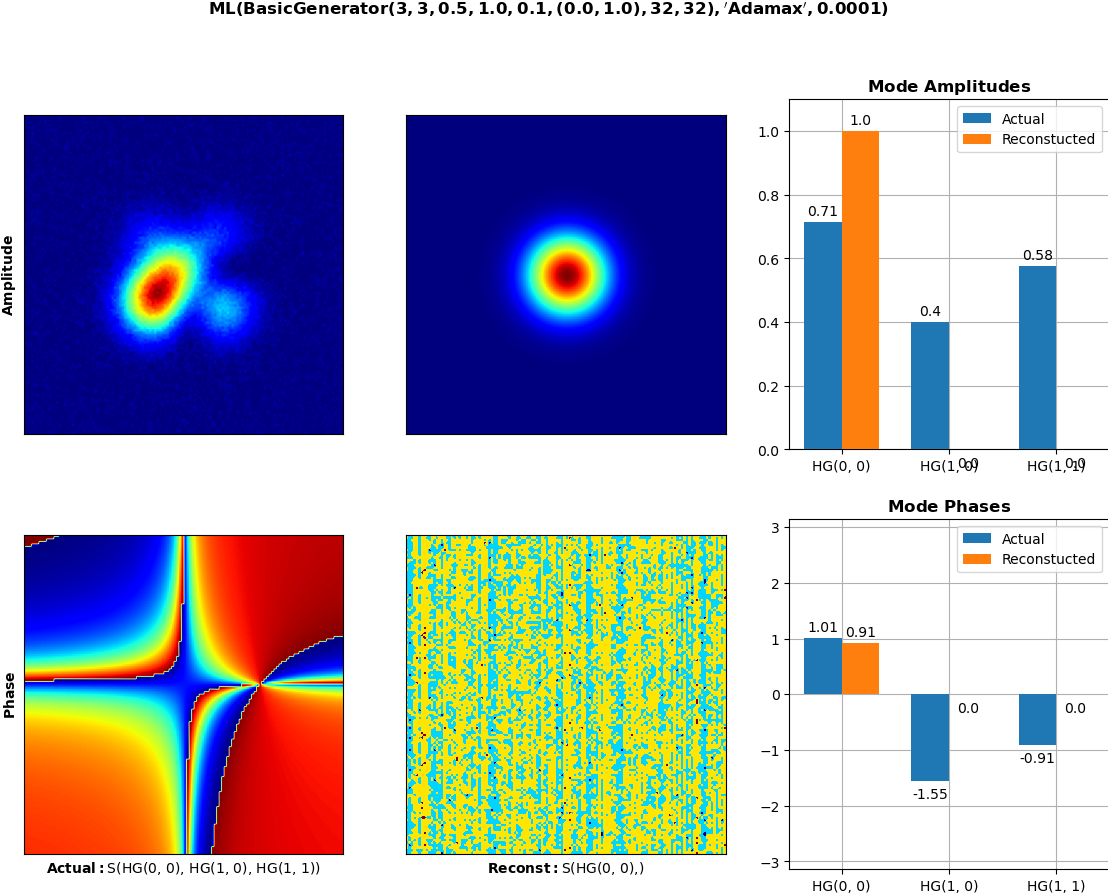 ML(BasicGenerator(3, 3, 0.5, 1.0, 0.1, (0.0, 1.0), 32, 32), 'Adamax', 0.0001)
Amplitude
Mode Amplitudes
Actual
Reconstucted
1.0
0.8
0.6
0.4
0.2
0.0
0.71
1.0
0.4
0.0
0.58
0.0
HG(0, 0)
HG(1, 0)
HG(1, 1)
Phase
Actual: S(HG(0, 0), HG(1, 0), HG(1, 1))
Reconst: S(HG(0, 0),)
Mode Phases
Actual
Reconstucted
3
2
1
0
−1
−2
−3
1.01
0.91
-1.55
0.0
-0.91
0.0
HG(0, 0)
HG(1, 0)
HG(1, 1)